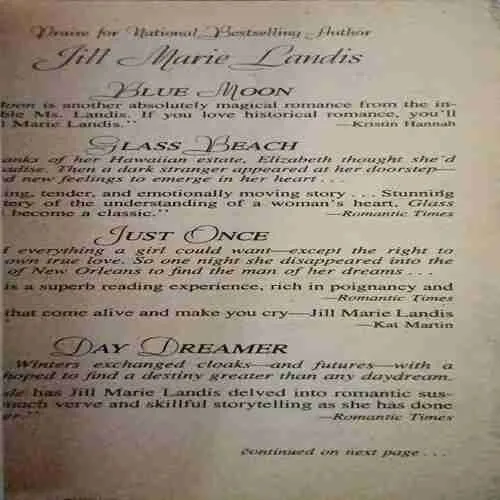 Praise for National Bestselling Author
Jill Marie Landis
BLUE MOON
Moon is another absolutely magical romance from the in-
ble Ms. Landis. If you love historical romance, you'll
Marie Landis."
—Kristin Hannah
GLASS BEACH
anks of her Hawaiian estate, Elizabeth thought she'd
adise. Then a dark stranger appeared at her doorstep—
d new feelings to emerge in her heart . . .
ing, tender, and emotionally moving story . . . Stunning
tery of the understanding of a woman's heart, Glass
become a classic."
—Romantic Times
JUST ONCE
everything a girl could want—except the right to
own true love. So one night she disappeared into the
of New Orleans to find the man of her dreams . . .
is a superb reading experience, rich in poignancy and
—Romantic Times
that come alive and make you cry—Jill Marie Landis
—Kat Martin
DAY DREAMER
Winters exchanged cloaks—and futures—with a
hoped to find a destiny greater than any daydream.
has Jill Marie Landis delved into romantic sus-
much verve and skillful storytelling as she has done
er."
—Romantic Times
continued on next page . . .